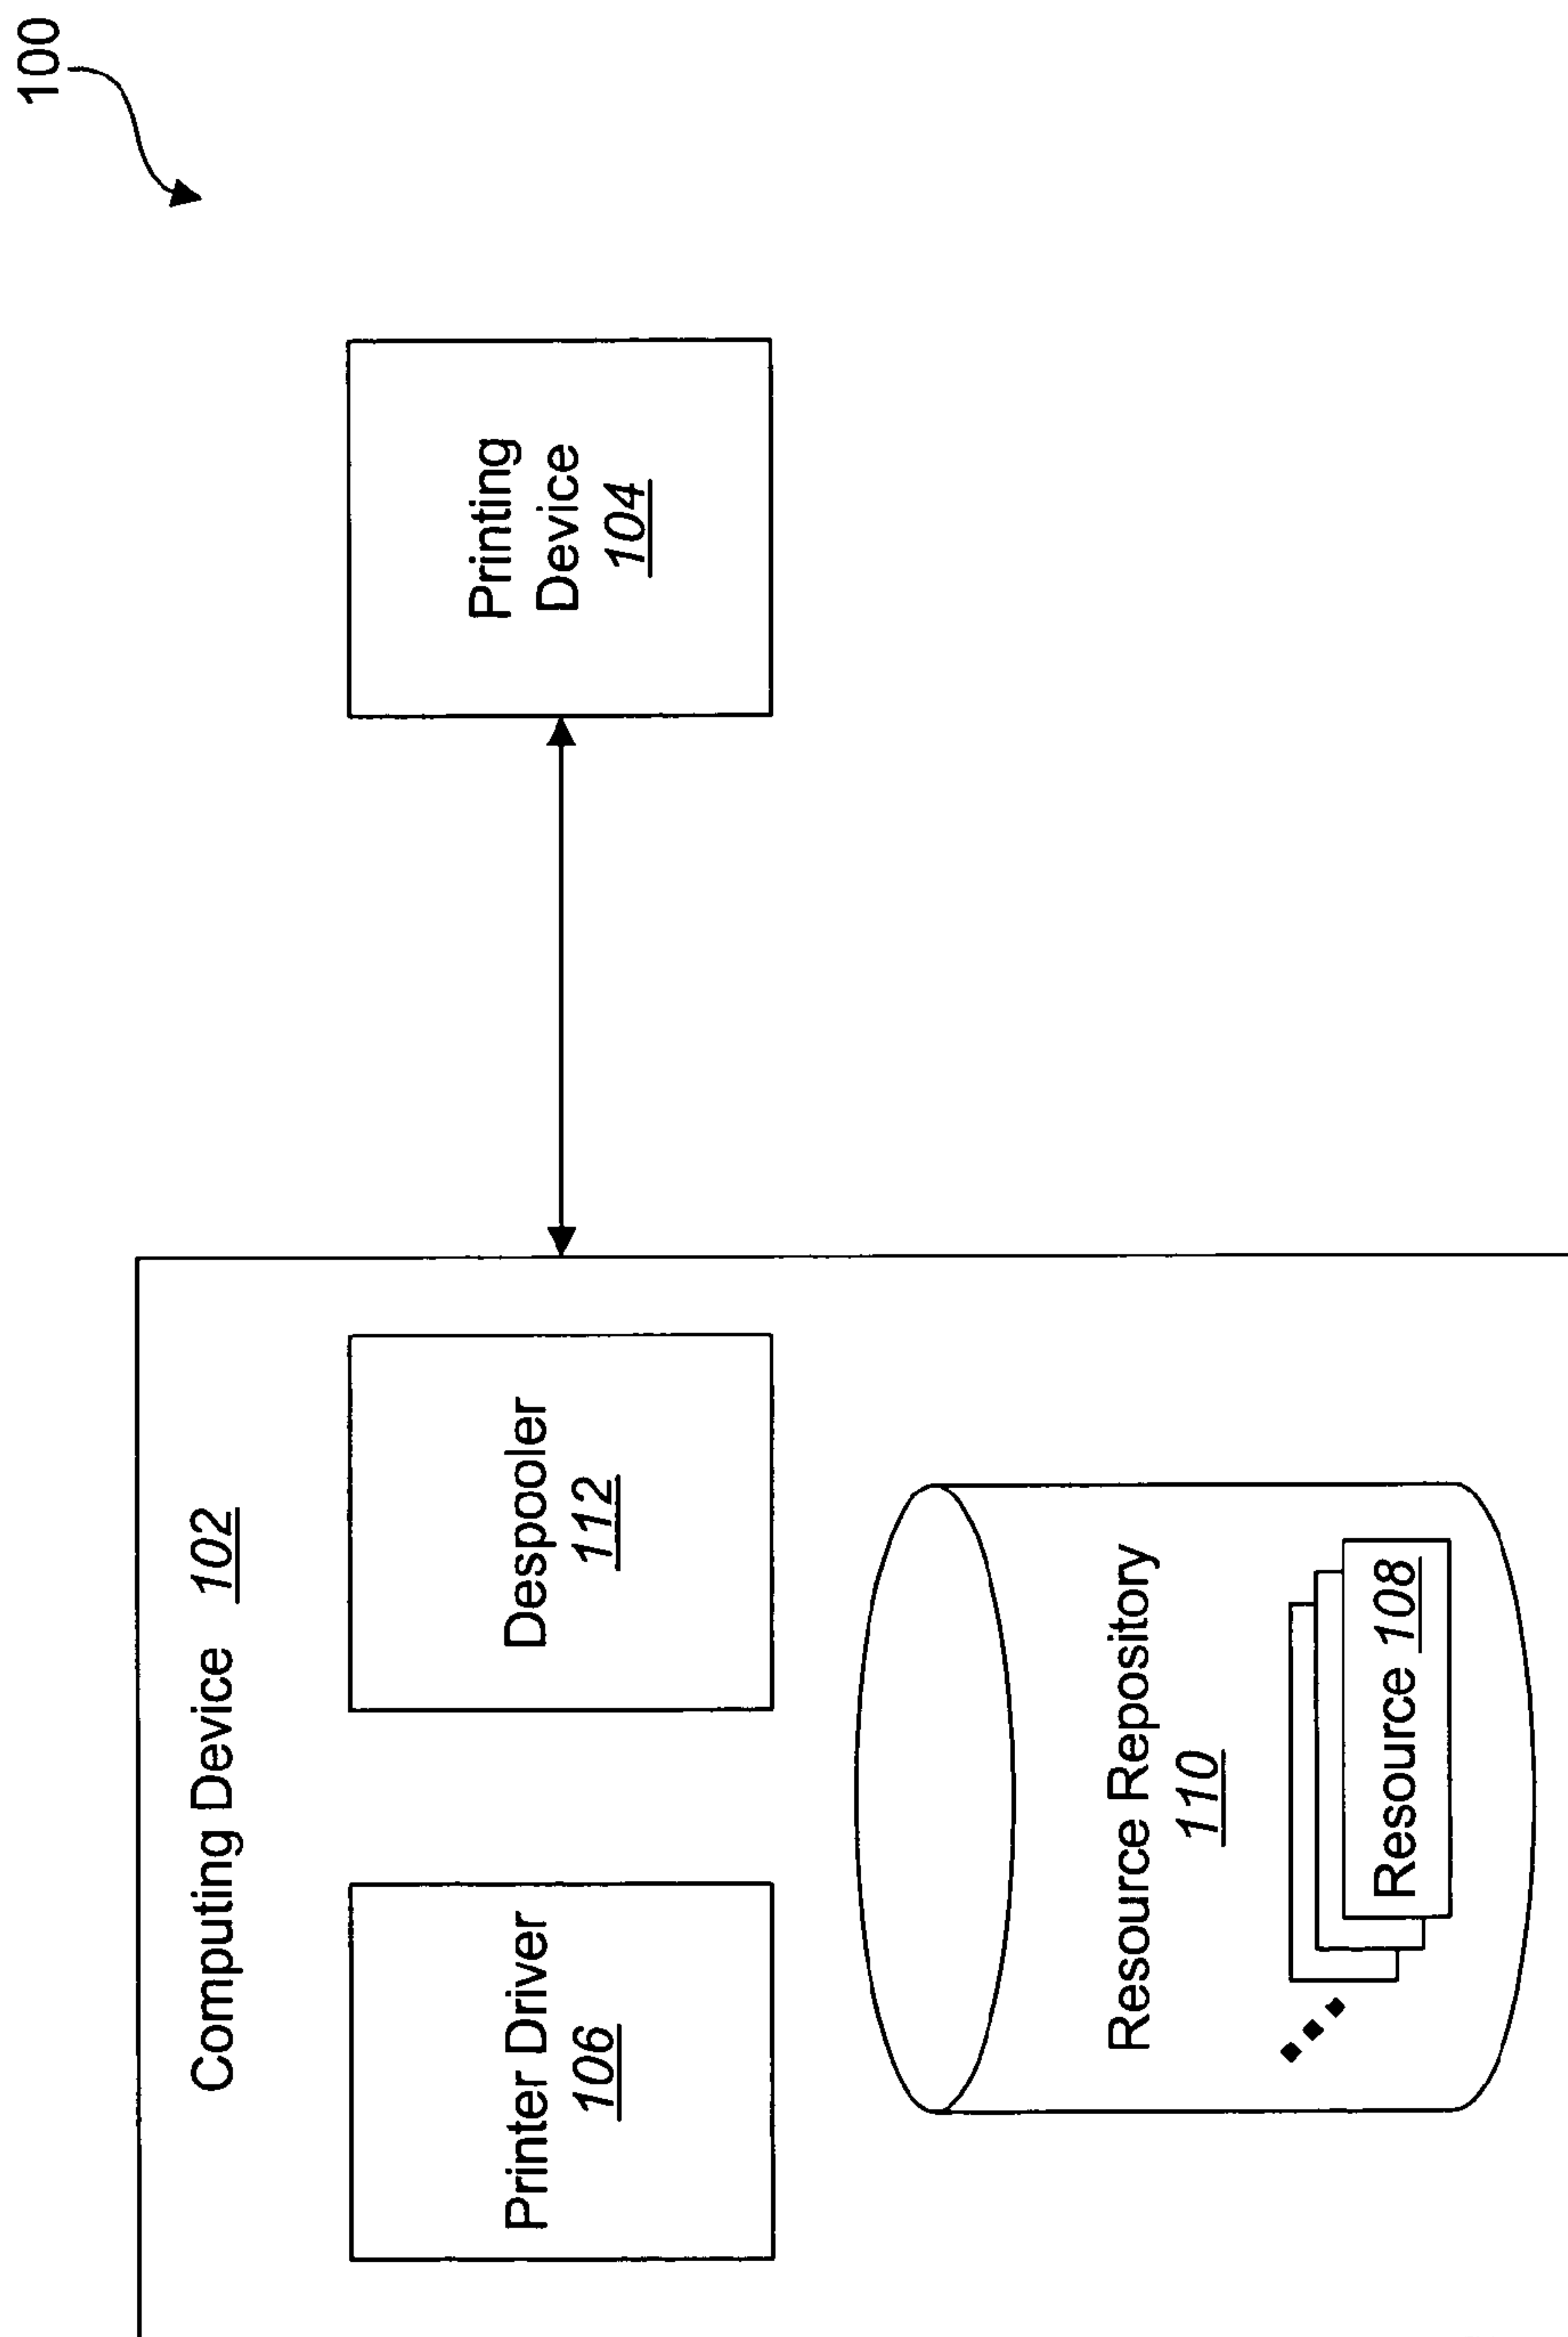 100
Computing Device 102
Printer Driver
106
Despooler
112
Printing
Device
104
Resource Repository
110
Resource 108